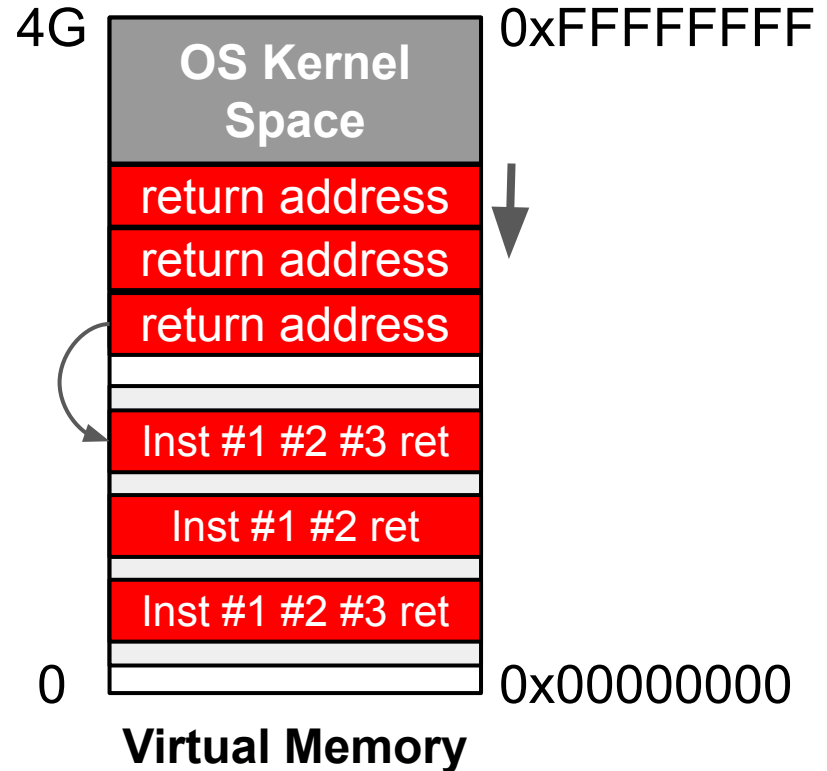 4G
0xFFFFFFFF
OS Kernel
Space
return address
return address
return address
Inst #1 #2 #3 ret
Inst #1 #2 ret
Inst #1 #2 #3 ret
0
0x00000000
Virtual Memory